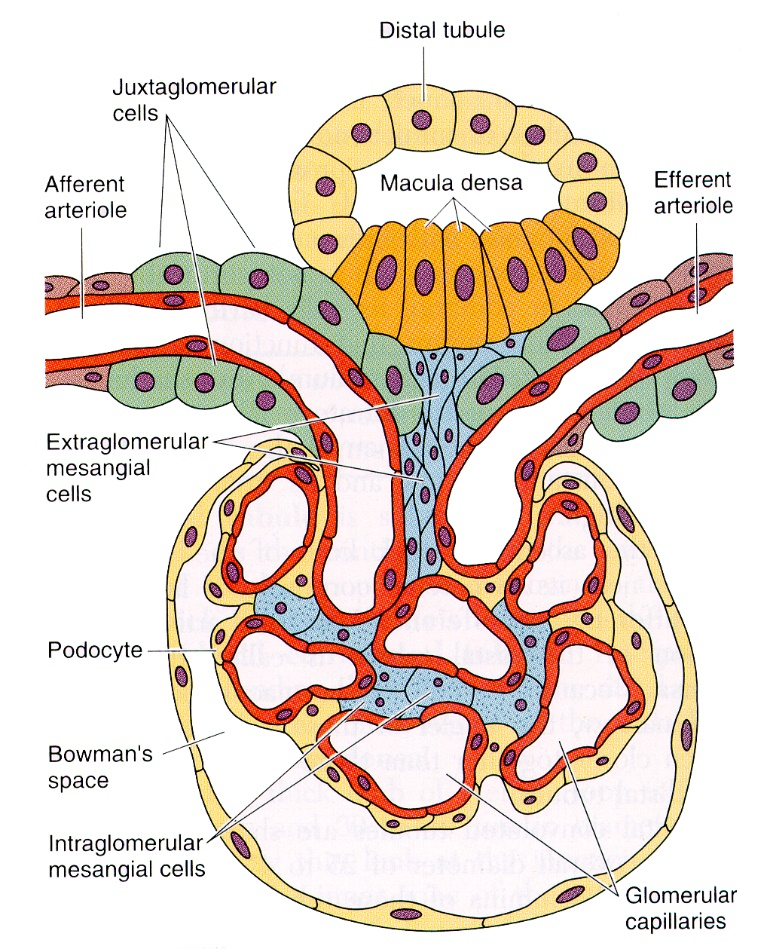 Distal tubule
Juxtaglomerular
cells
Afferent
arteriole
Macula densa
Efferent
arteriole
Extraglomerular
mesangial
cells
Podocyte
Bowman's
space
Intraglomerular
mesangial cells
Glomerular
capillaries